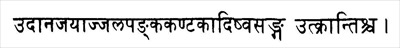 उदानजयाज्जलपङ्ककण्टकादिष्वसङ्ग उत्क्रान्तिश्च ।